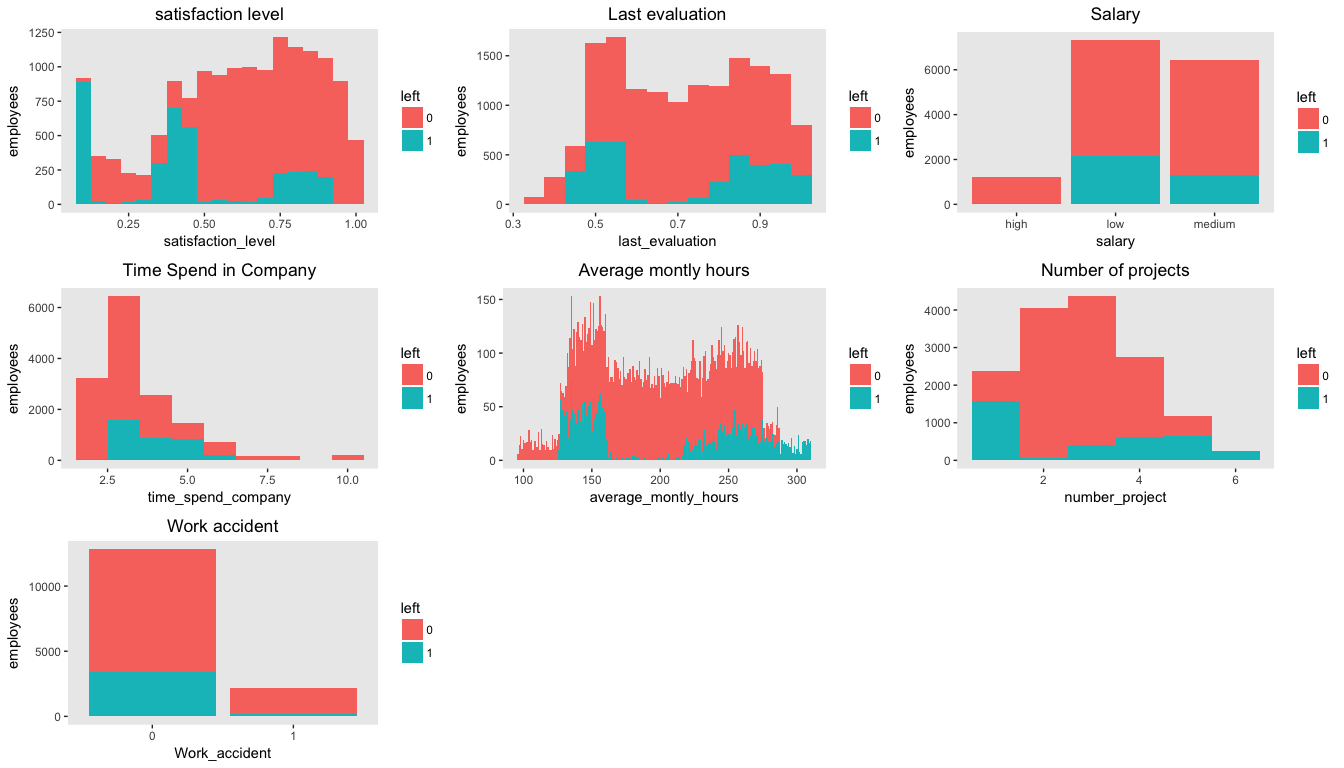 satisfaction level
employees
1250
1000
750
500
250
0
0.25 0.50 0.75 1.00
satisfaction_level
left
0
1
Last evaluation
employees
1500
1000
500
0
0.3 0.5 0.7 0.9
last_evaluation
left
0
1
Salary
employees
6000
4000
2000
0
high low medium
salary
left
0
1
Time Spend in Company
employees
6000
4000
2000
0
2.5 5.0 7.5 10.0
time_spend_company
left
0
1
Average montly hours
employees
150
100
50
0
100 150 200 250 300
average_montly_hours
left
0
1
Number of projects
employees
4000
3000
2000
1000
0
2 4 6
number_project
left
0
1
Work accident
employees
10000
5000
0
0 1
Work_accident
left
0
1